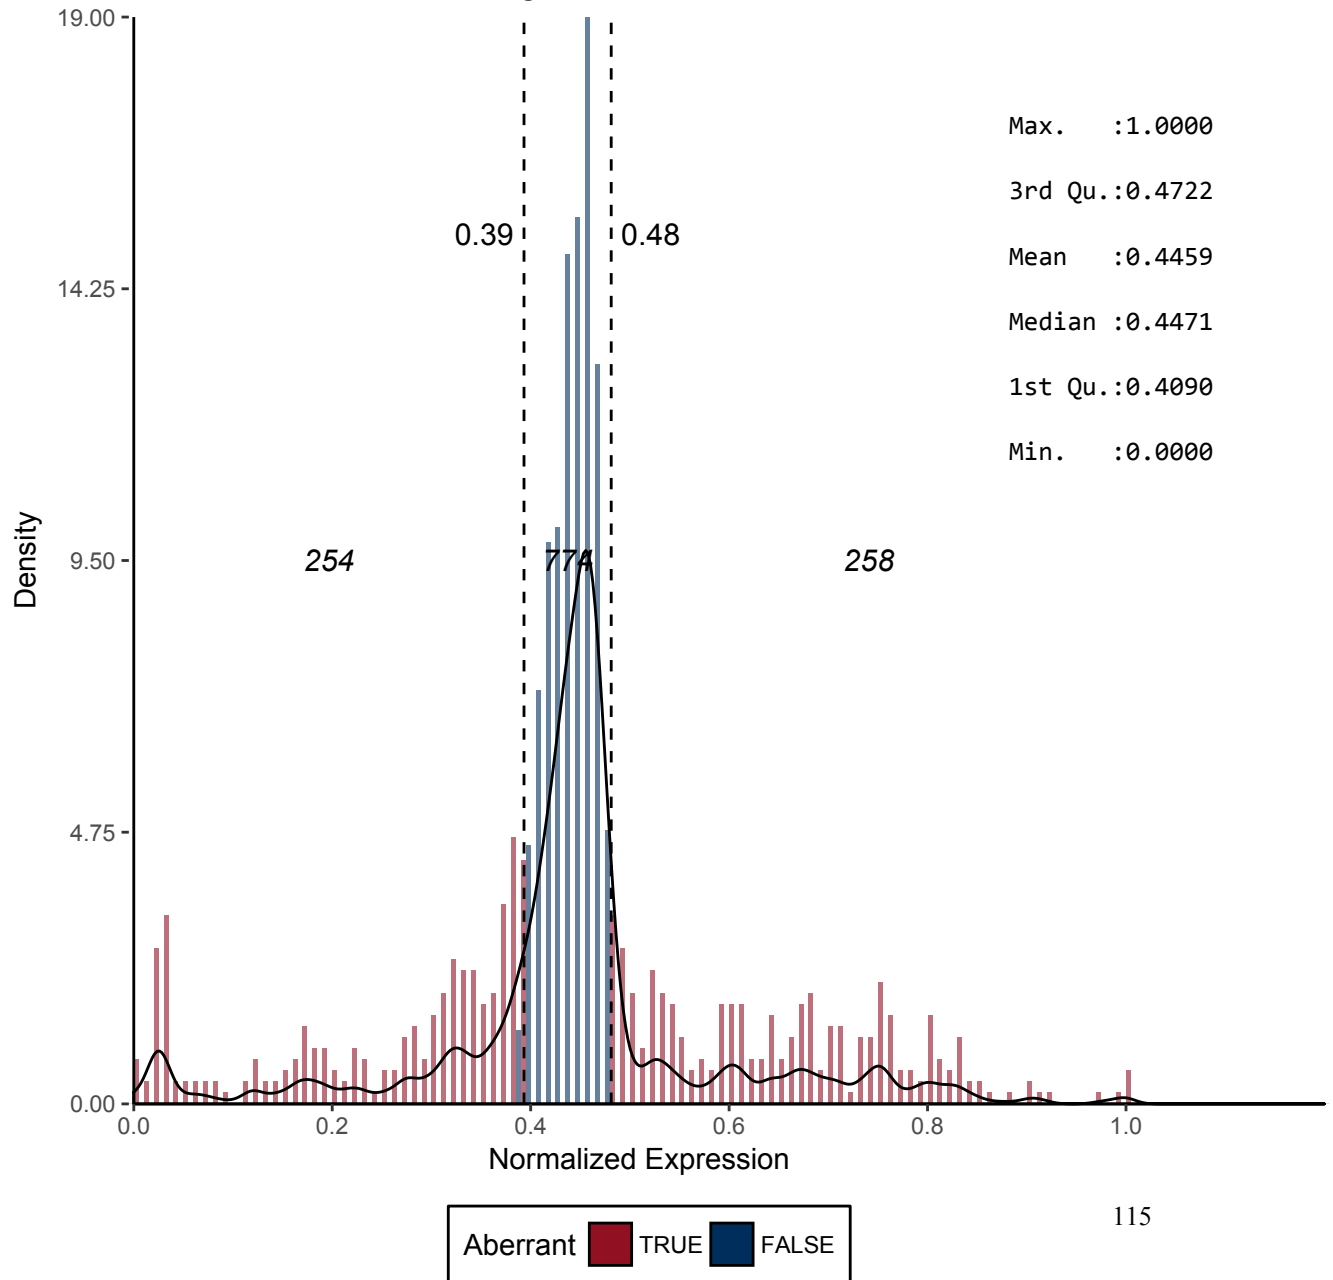 19.00
14.25
9.50
4.75
0.00
Density
0.39
0.48
Max. :1.0000
3rd Qu.:0.4722
Mean :0.4459
Median :0.4471
1st Qu.:0.4090
Min. :0.0000
254
774
258
0.0 0.2 0.4 0.6 0.8 1.0
Normalized Expression
Aberrant TRUE FALSE
115